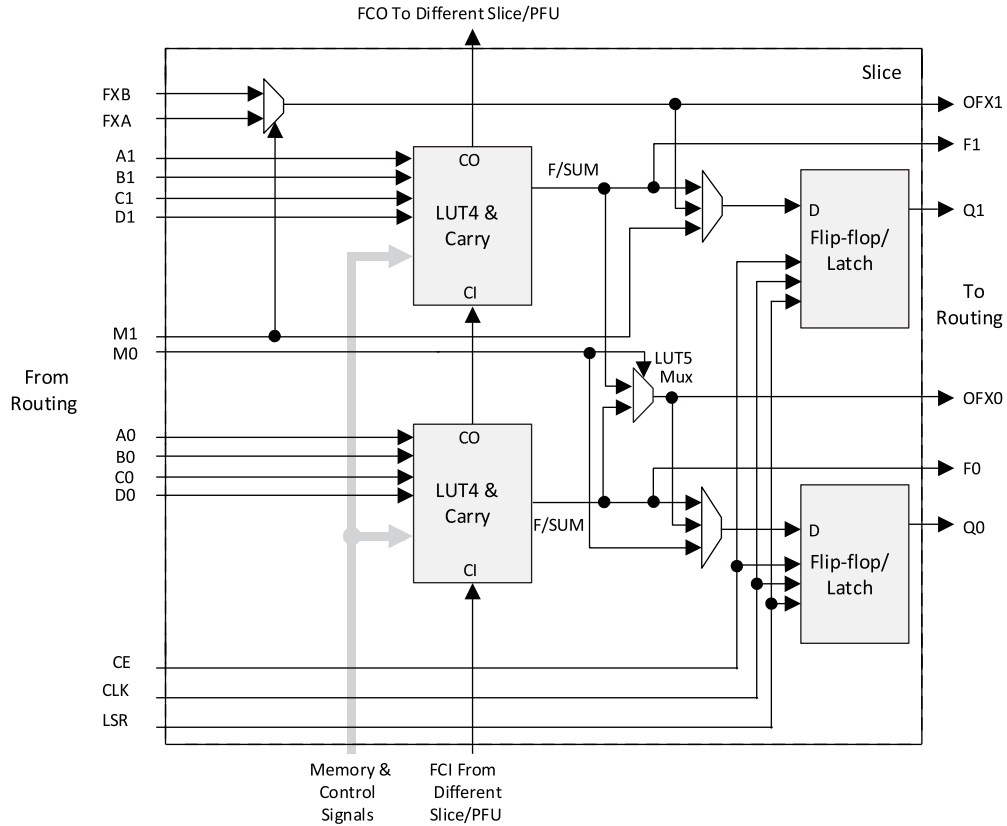 FCO To Different Slice/PFU
Slice
FXB
FXA
OFX1
F1
A1
B1
C1
D1
CO
LUT4 &
Carry
CI
F/SUM
D
Flip-flop/
Latch
Q1
To
Routing
M1
M0
From
Routing
LUT5
Mux
OFX0
A0
B0
C0
D0
CO
LUT4 &
Carry
CI
F/SUM
F0
D
Flip-flop/
Latch
Q0
CE
CLK
LSR
Memory &
Control
Signals
FCI From
Different
Slice/PFU